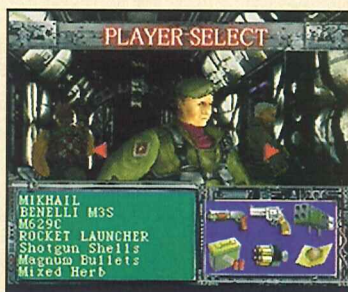 PLAYER SELECT
MIKHAIL
BENELLI M3S
M629C
ROCKET LAUNCHER
Shotgun Shells
Magnum Bullets
Mixed Herb